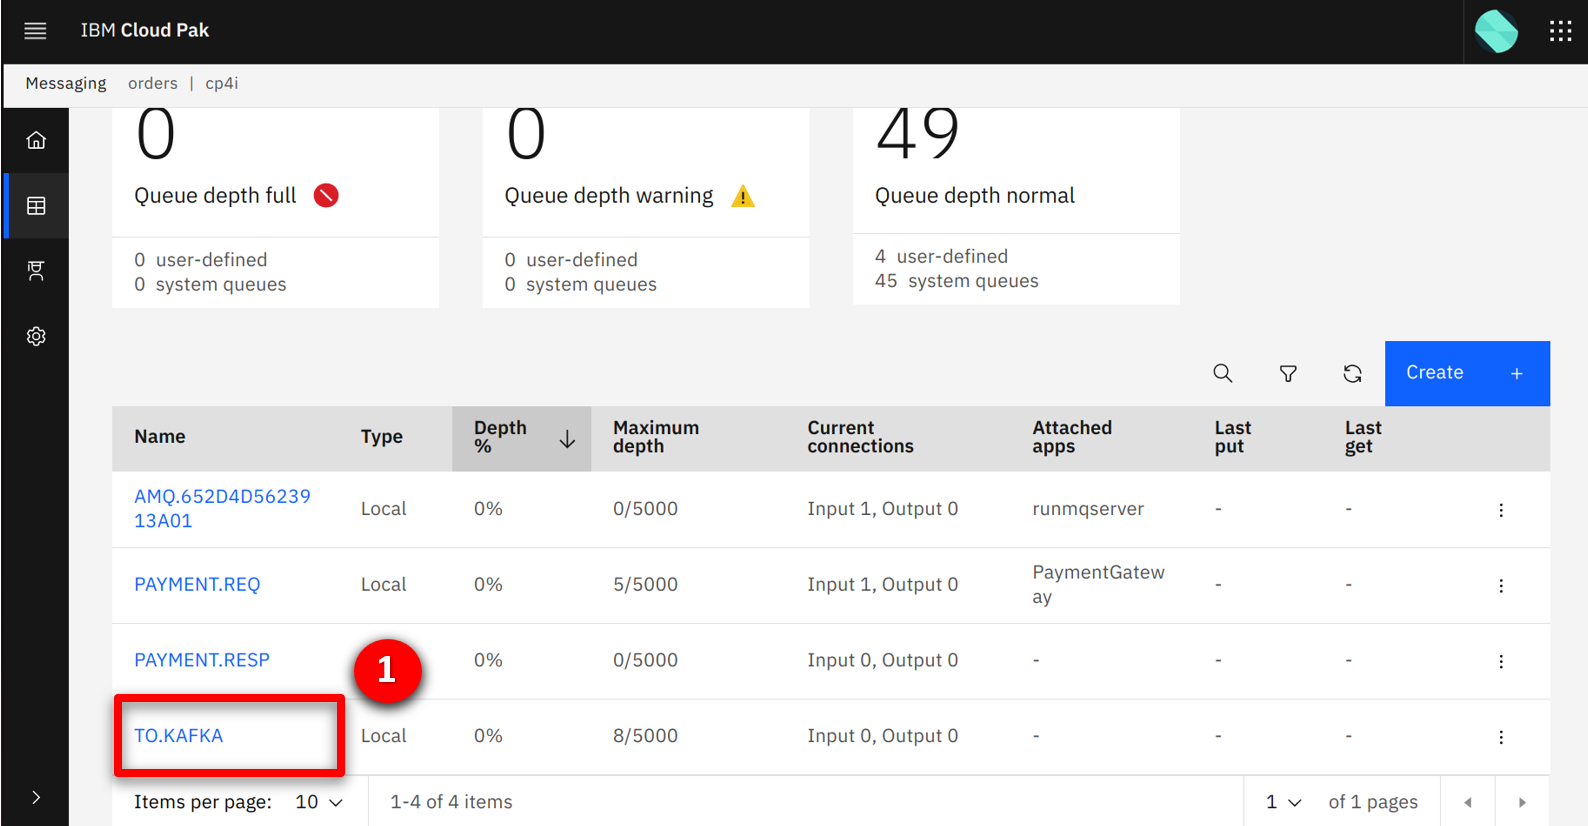 IBM Cloud Pak
Messaging orders | cp4i
0 0 49
Queue depth full Queue depth warning Queue depth normal
0 user-defined 0 user-defined 4 user-defined
0 system queues 0 system queues 45 system queues
Create +
Name Type Depth % Maximum depth Current connections Attached apps Last put Last get
AMQ.652D4D56239
13A01 Local 0% 0/5000 Input 1, Output 0 runmqserver - -
PAYMENT.REQ Local 0% 5/5000 Input 1, Output 0 PaymentGatew
ay - -
PAYMENT.RESP 1 0% 0/5000 Input 0, Output 0 - - -
TO.KAFKA Local 0% 8/5000 Input 0, Output 0 - - -
Items per page: 10 1-4 of 4 items 1 of 1 pages